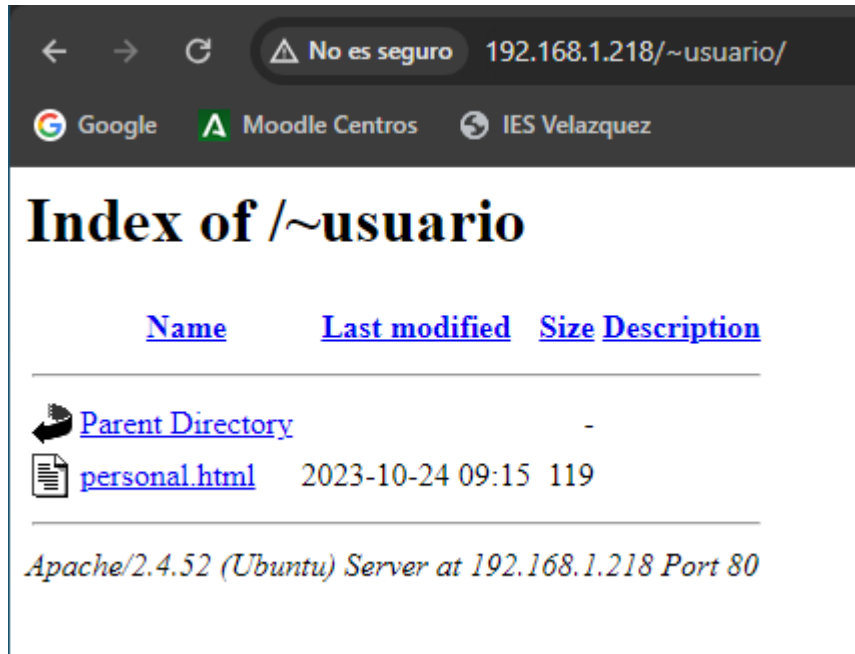 No es seguro 192.168.1.218/~usuario/
Google Moodle Centros IES Velazquez
Index of /~usuario
Name Last modified Size Description
Parent Directory -
personal.html 2023-10-24 09:15 119
Apache/2.4.52 (Ubuntu) Server at 192.168.1.218 Port 80